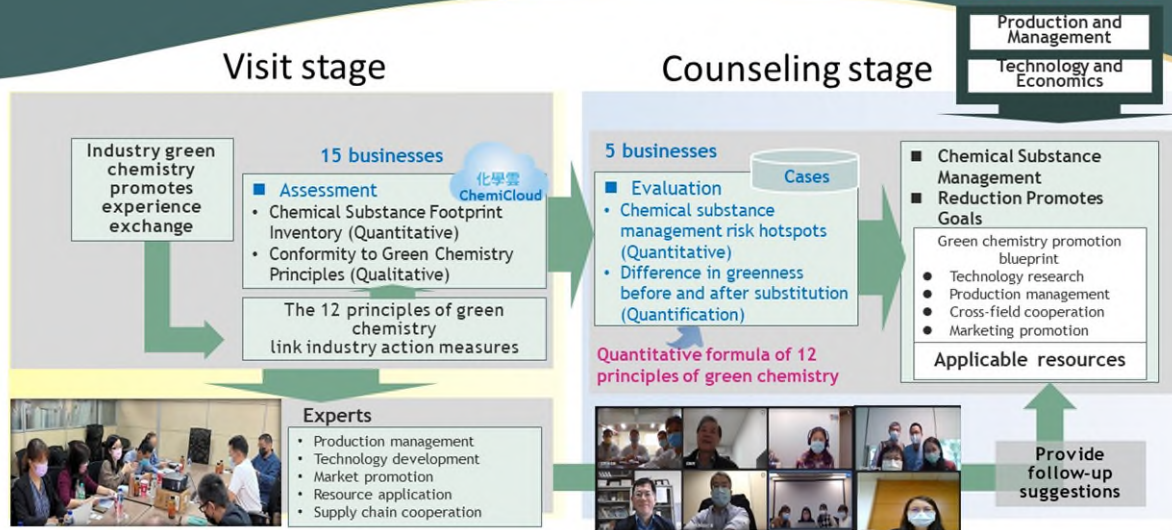 Production and
Management
Technology and
Economics
Visit stage
Counseling stage
Industry green
chemistry
promotes
experience
exchange
15 businesses
化學雲
ChemiCloud
■ Assessment
• Chemical Substance Footprint
Inventory (Quantitative)
• Conformity to Green Chemistry
Principles (Qualitative)
The 12 principles of green
chemistry
link industry action measures
Experts
• Production management
• Technology development
• Market promotion
• Resource application
• Supply chain cooperation
5 businesses
Cases
■ Evaluation
• Chemical substance
management risk hotspots
(Quantitative)
• Difference in greenness
before and after substitution
(Quantification)
Quantitative formula of 12
principles of green chemistry
■ Chemical Substance
Management
■ Reduction Promotes
Goals
Green chemistry promotion
blueprint
● Technology research
● Production management
● Cross-field cooperation
● Marketing promotion
Applicable resources
Provide
follow-up
suggestions